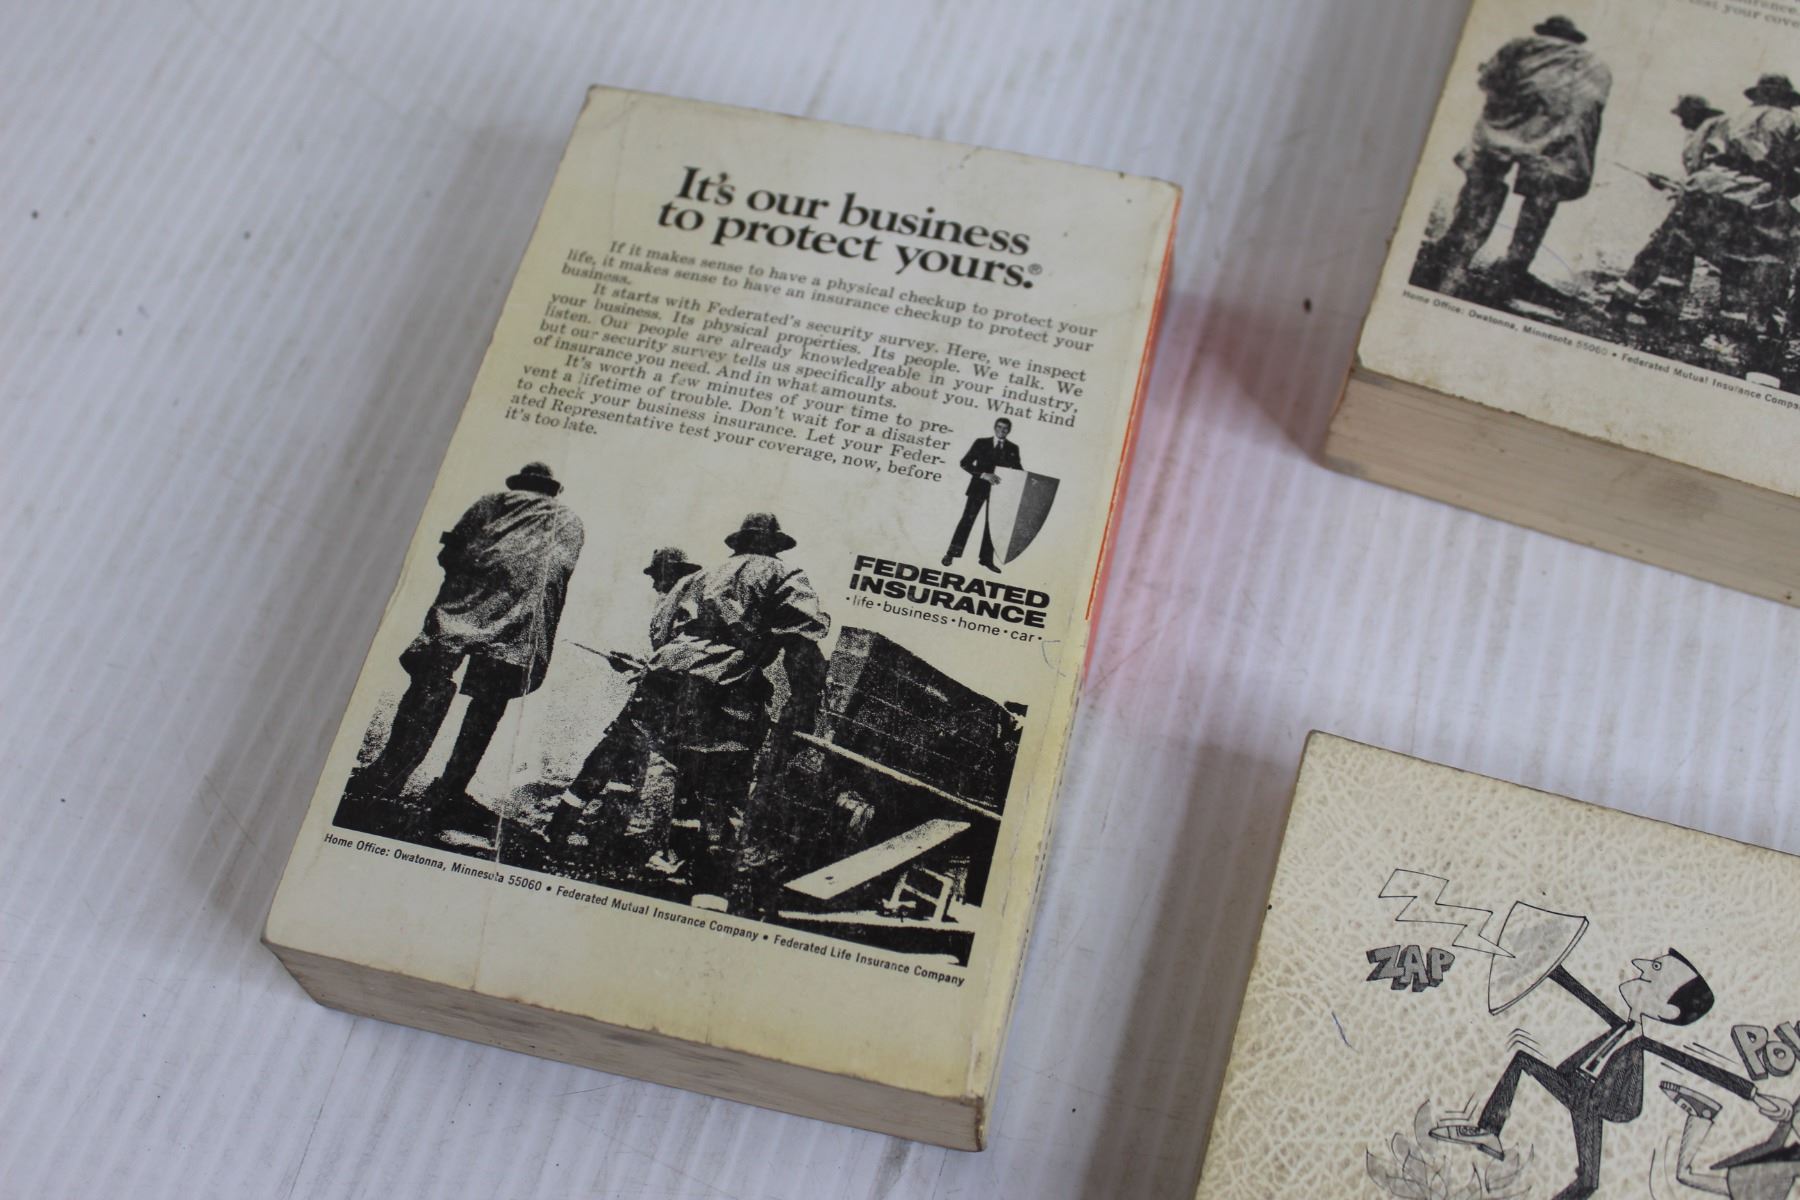 It's our business
to protect yours.®
If it makes sense to have a physical checkup to protect your
life, it makes sense to have an insurance checkup to protect your
business.
It starts with Federated's security survey. Here, we inspect
your business. Its physical properties. Its people. We talk. We
listen. Our people are already knowledgeable in your industry,
but our security survey tells us specifically about you. What kind
of insurance you need. And in what amounts.
It's worth a few minutes of your time to pre-
vent a lifetime of trouble. Don't wait for a disaster
to check your business insurance. Let your Feder-
ated Representative test your coverage, now, before
it's too late.
FEDERATED
INSURANCE
•life•business•home•car•
Home Office: Owatonna, Minnesota 55060 • Federated Mutual Insurance Company • Federated Life Insurance Company
test your cove
Home Office: Owatonna, Minnesota 55060 • Federated Mutual Insurance Compa
ZAP